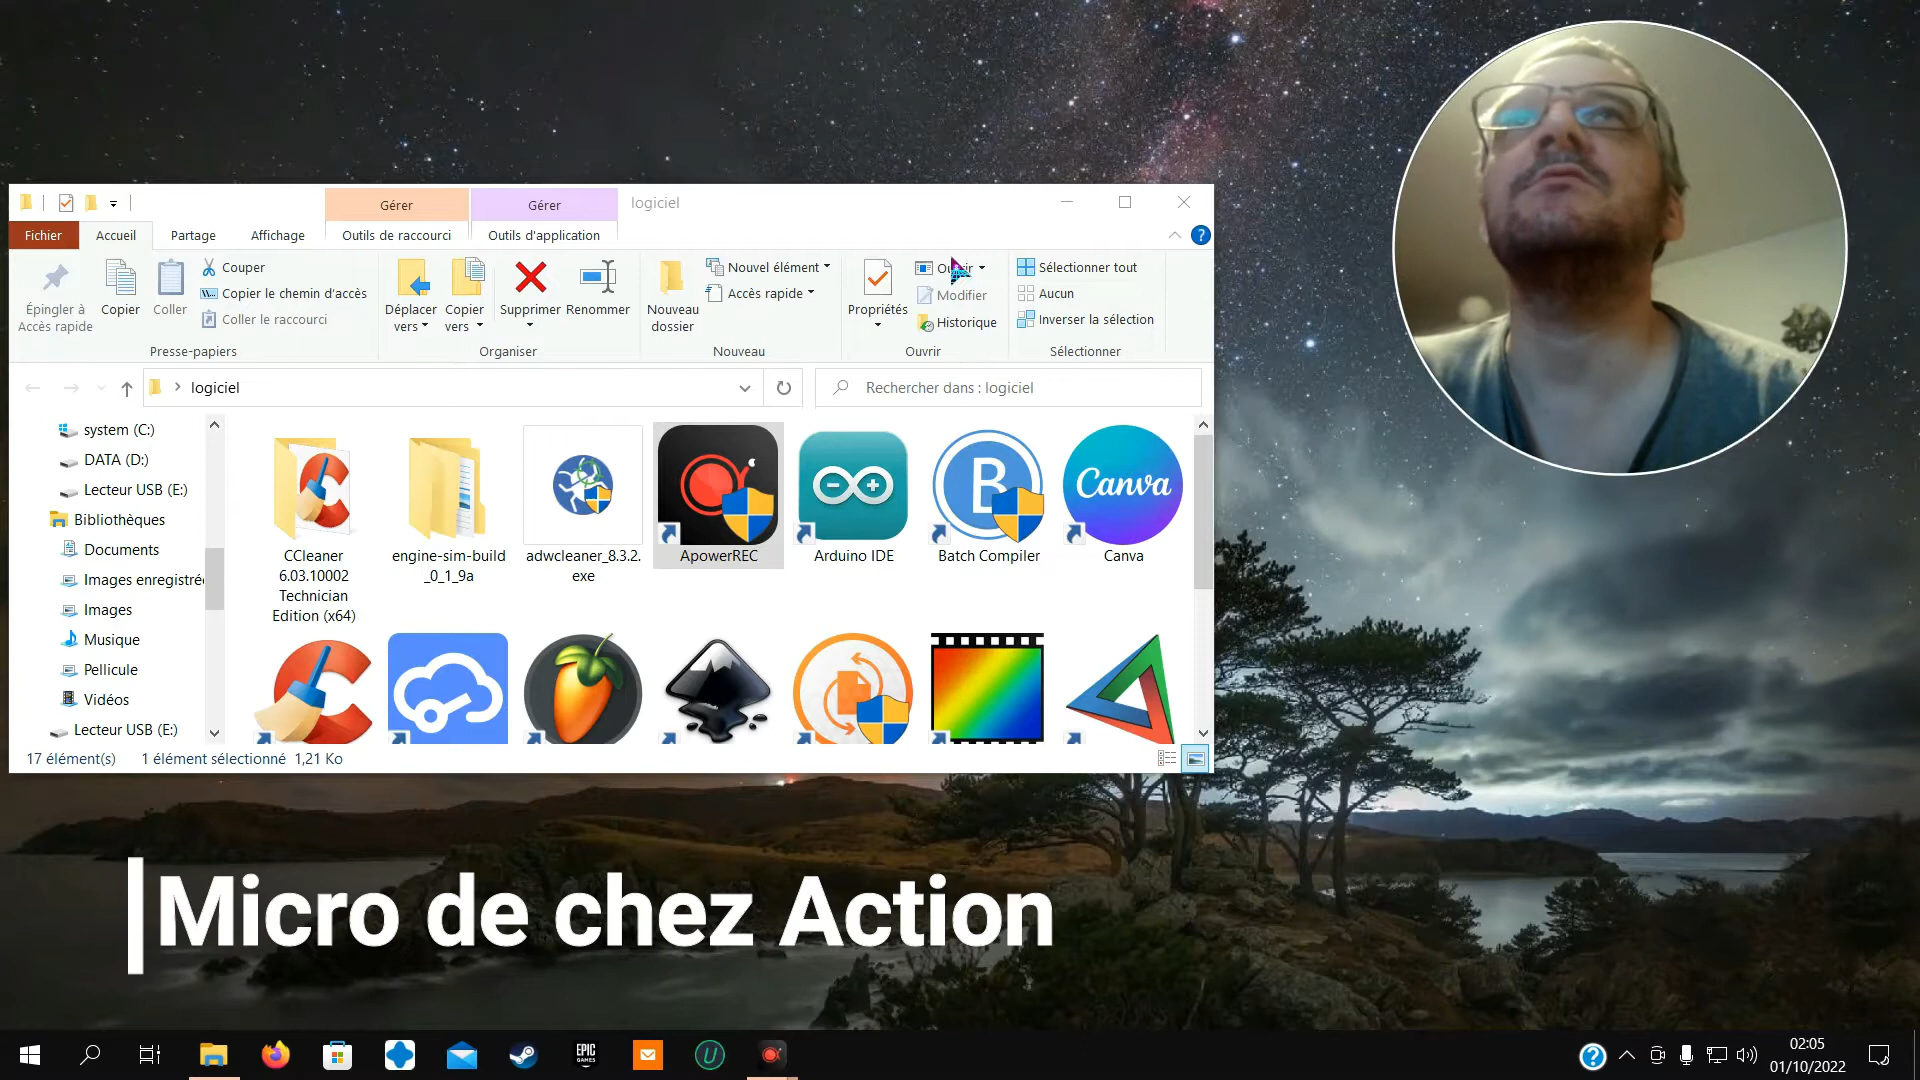 Gérer
Gérer
logiciel
Fichier
Accueil
Partage
Affichage
Outils de raccourci
Outils d'application
Épingler à
Accès rapide
Copier
Coller
Couper
Copier le chemin d'accès
Coller le raccourci
Presse-papiers
Déplacer
vers
Copier
vers
Supprimer
Renommer
Organiser
Nouveau
dossier
Nouvel élément
Accès rapide
Nouveau
Propriétés
Modifier
Historique
Ouvrir
Sélectionner tout
Aucun
Inverser la sélection
Sélectionner
logiciel
Rechercher dans : logiciel
system (C:)
DATA (D:)
Lecteur USB (E:)
Bibliothèques
Documents
Images enregistrée
Images
Musique
Pellicule
Vidéos
Lecteur USB (E:)
CCleaner
6.03.10002
Technician
Edition (x64)
engine-sim-build
_0_1_9a
adwcleaner_8.3.2.
exe
ApowerREC
Arduino IDE
B
Batch Compiler
Canva
Canva
17 élément(s)
1 élément sélectionné 1,21 Ko
Micro de chez Action
EPIC
GAMES
U
02:05
01/10/2022